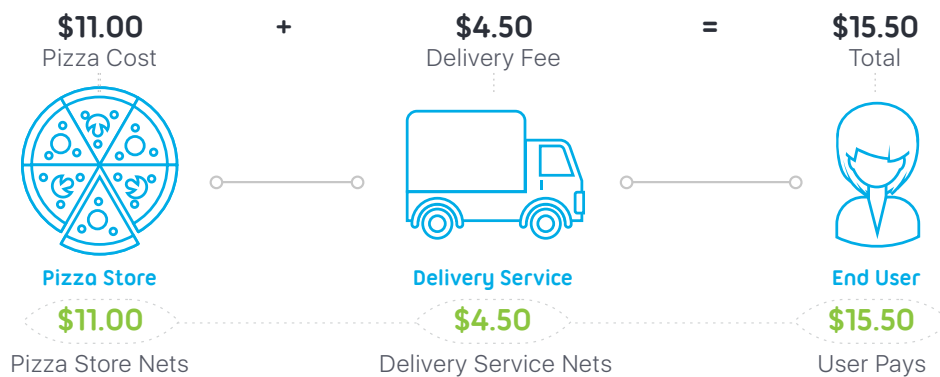 $11.00 + $4.50 = $15.50
Pizza Cost Delivery Fee Total
Pizza Store Delivery Service End User
$11.00 $4.50 $15.50
Pizza Store Nets Delivery Service Nets User Pays